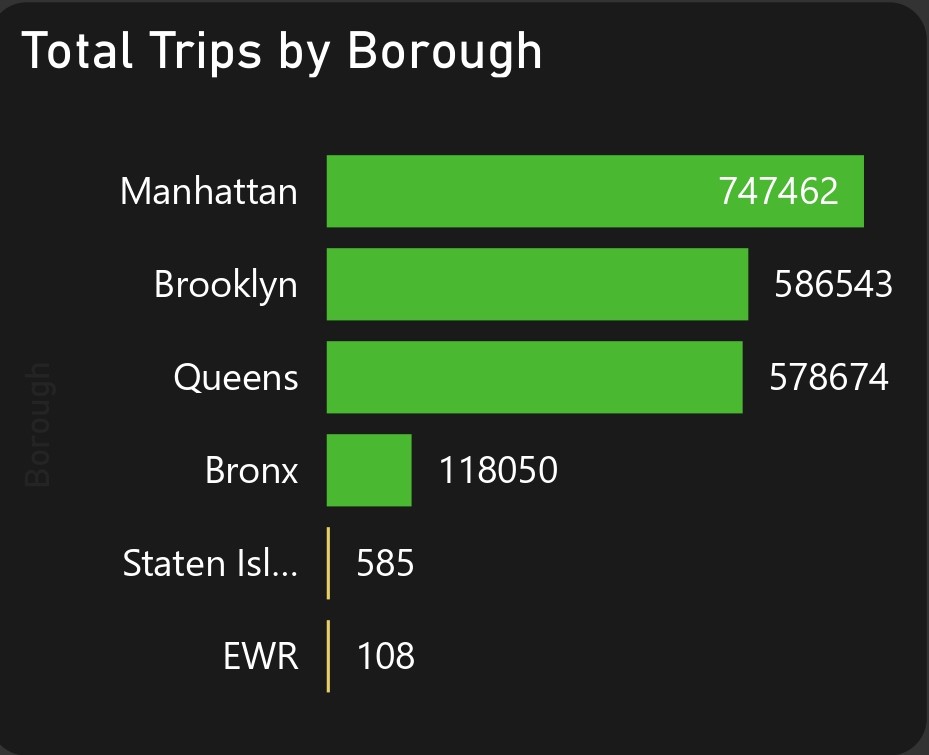 Total Trips by Borough
Manhattan 747462
Brooklyn 586543
Queens 578674
Bronx 118050
Staten Isl... 585
EWR 108
Borough